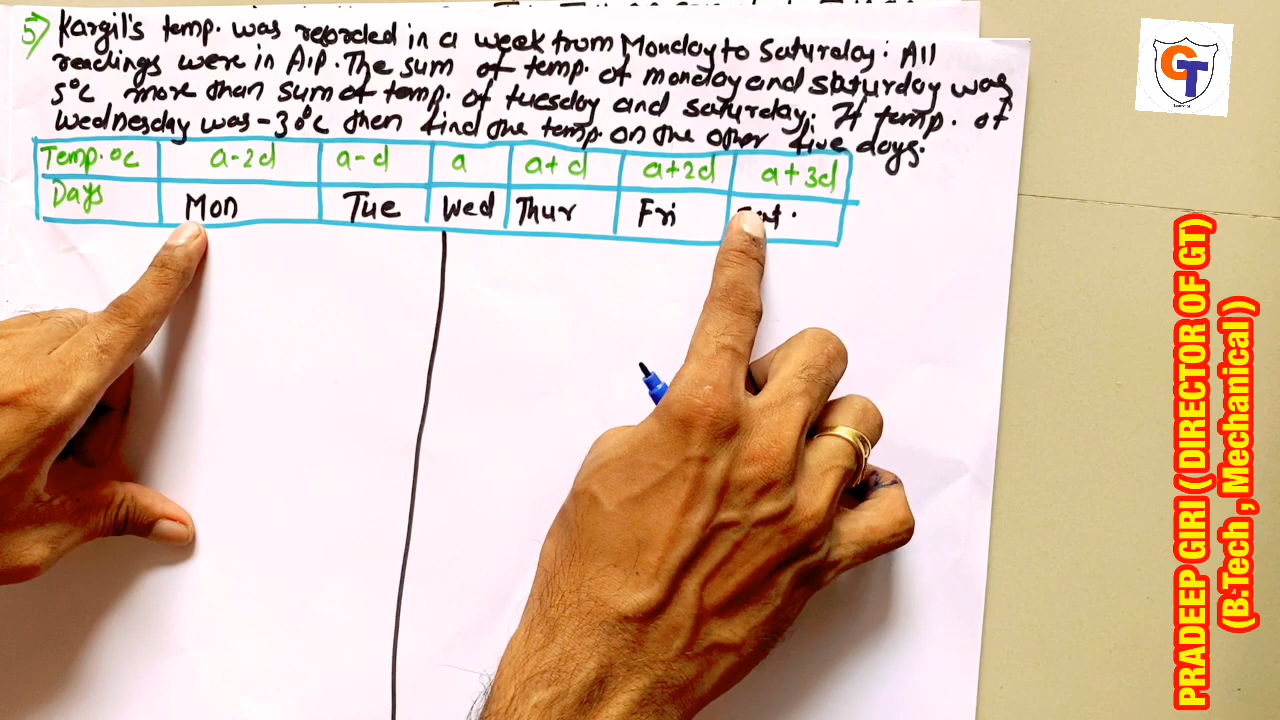 5) Kargil's temp. was recorded in a week from Monday to Saturday. All
readings were in A.P. The sum of temp. of monday and saturday was
5°C more than sum of temp. of tuesday and saturday. If temp. of
Wednesday was -30°C then find the temp. on the other five days.
Temp. °C a-2d a-d a a+d a+2d a+3d
Days Mon Tue Wed Thur Fri Sat.
GT
PRADEEP GIRI (DIRECTOR OF GT)
(B.Tech, Mechanical)